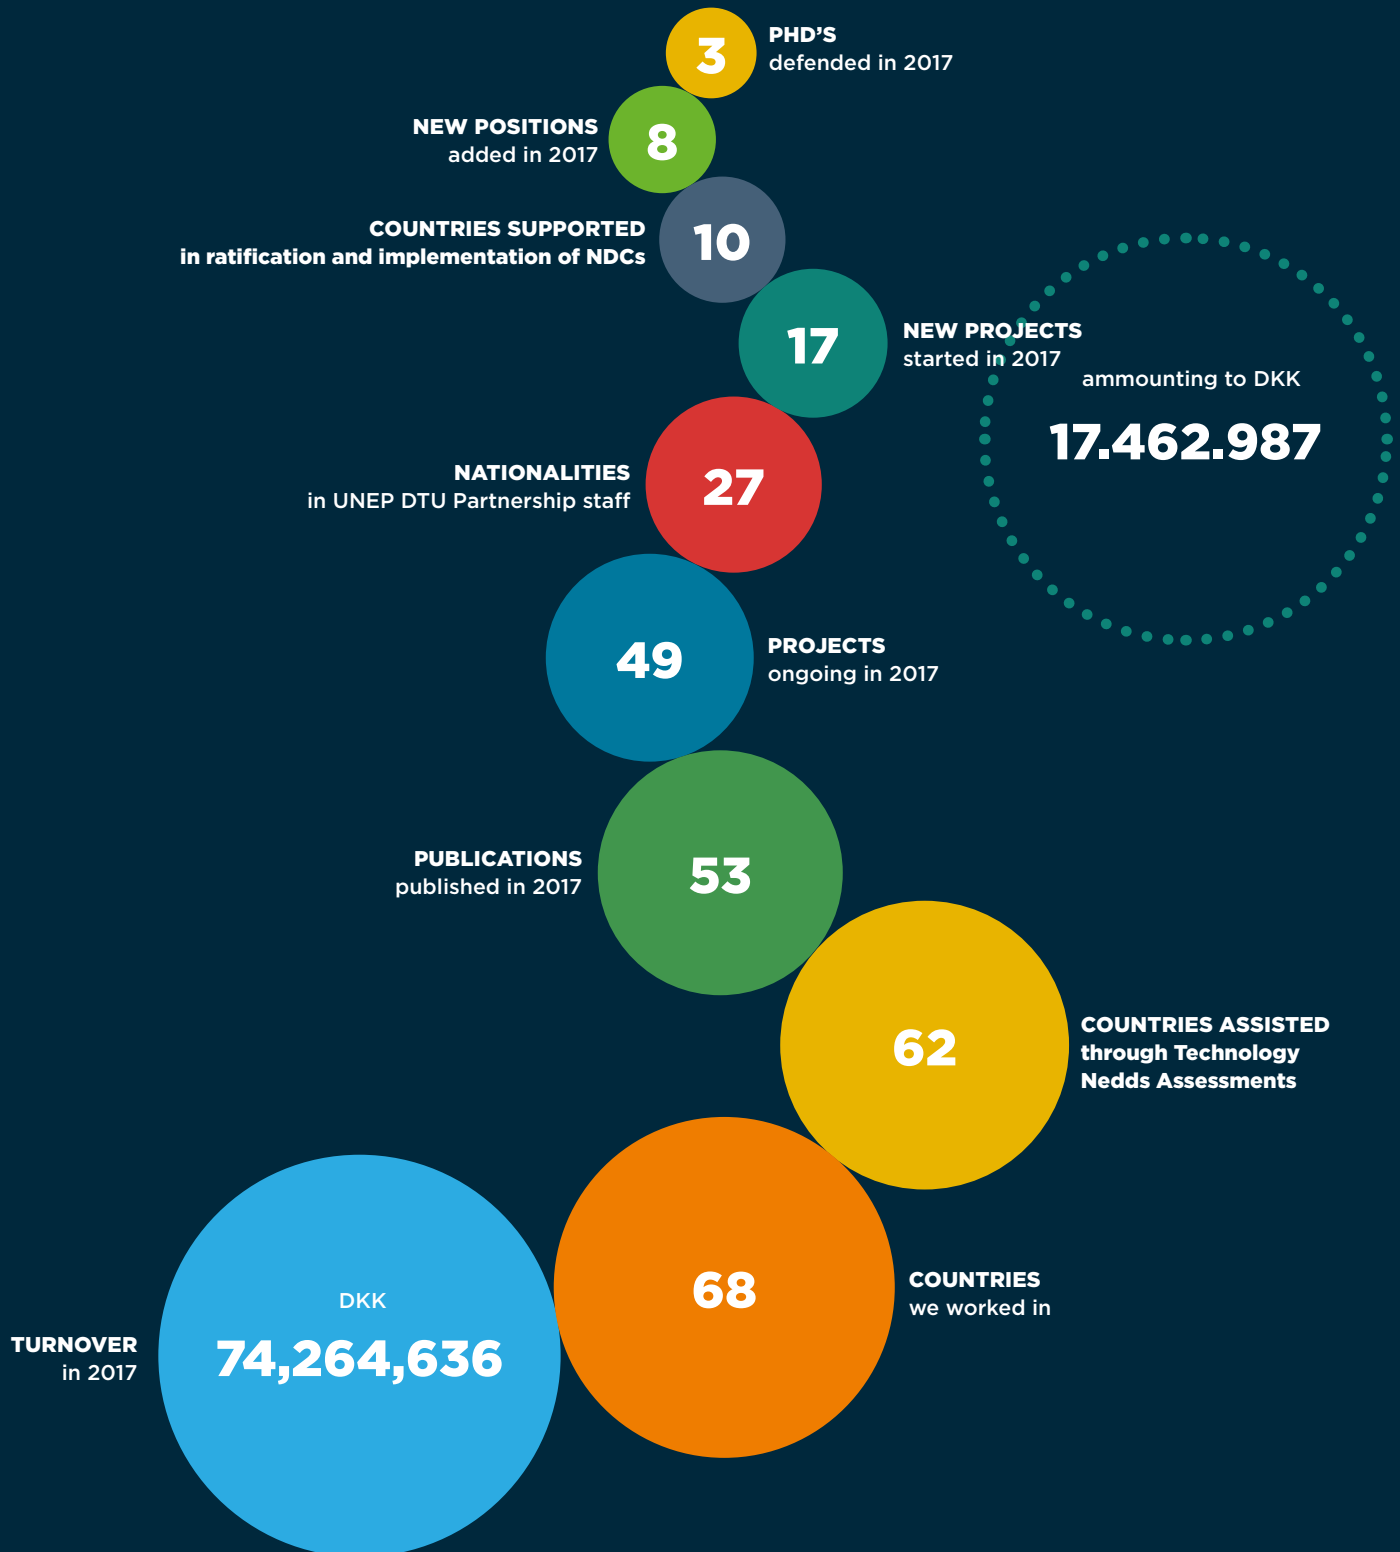 3
PHD'S
defended in 2017
NEW POSITIONS
added in 2017
8
COUNTRIES SUPPORTED
in ratification and implementation of NDCs
10
17
NEW PROJECTS
started in 2017
ammounting to DKK
17.462.987
NATIONALITIES
in UNEP DTU Partnership staff
27
49
PROJECTS
ongoing in 2017
PUBLICATIONS
published in 2017
53
62
COUNTRIES ASSISTED
through Technology
Nedds Assessments
68
COUNTRIES
we worked in
TURNOVER
in 2017
DKK
74,264,636